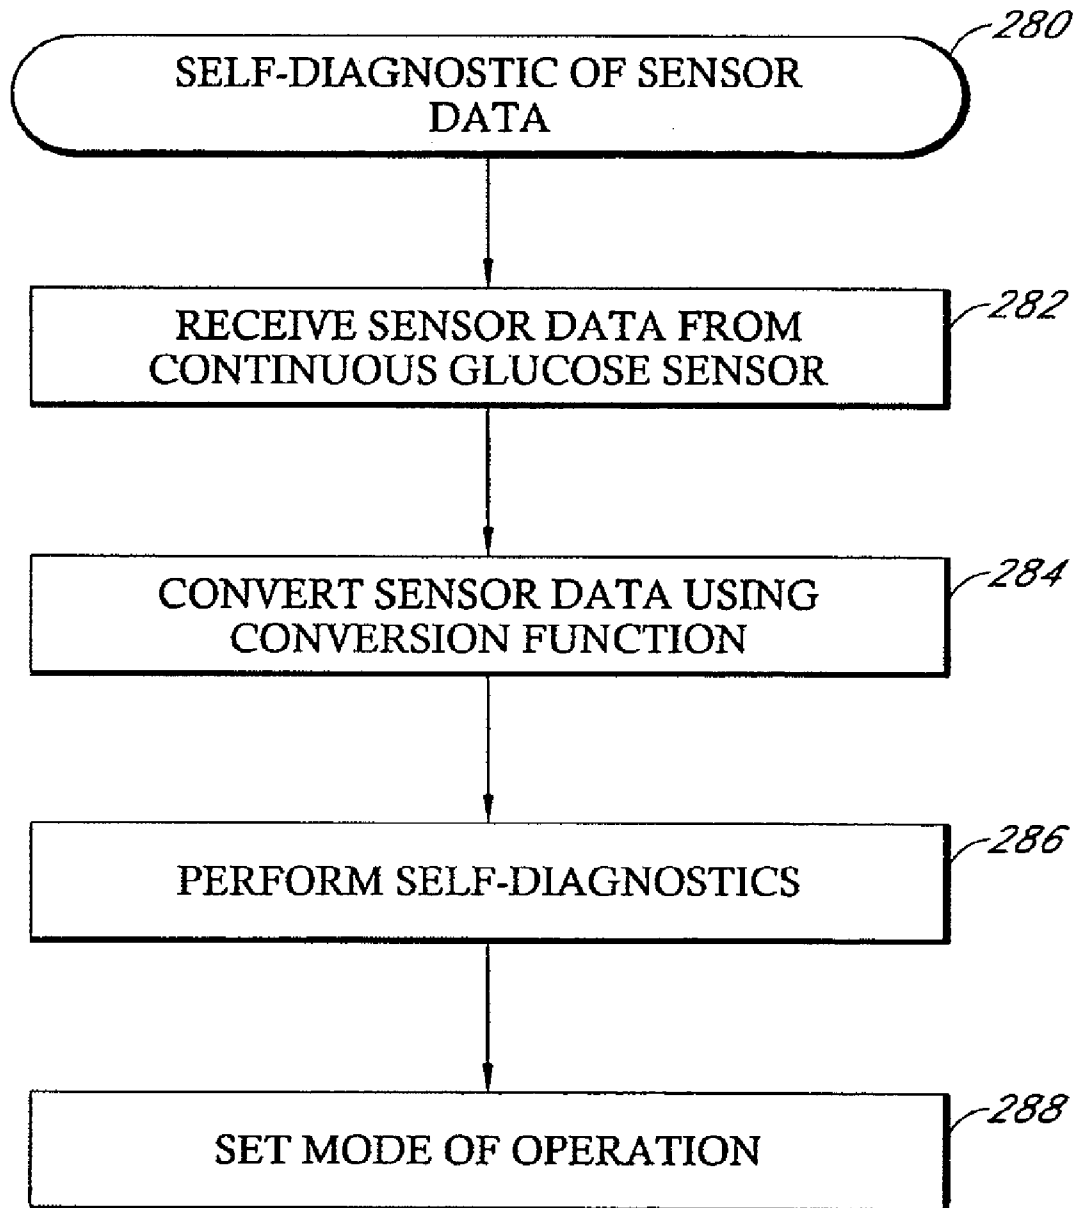 280
SELF-DIAGNOSTIC OF SENSOR
DATA
282
RECEIVE SENSOR DATA FROM
CONTINUOUS GLUCOSE SENSOR
284
CONVERT SENSOR DATA USING
CONVERSION FUNCTION
286
PERFORM SELF-DIAGNOSTICS
288
SET MODE OF OPERATION